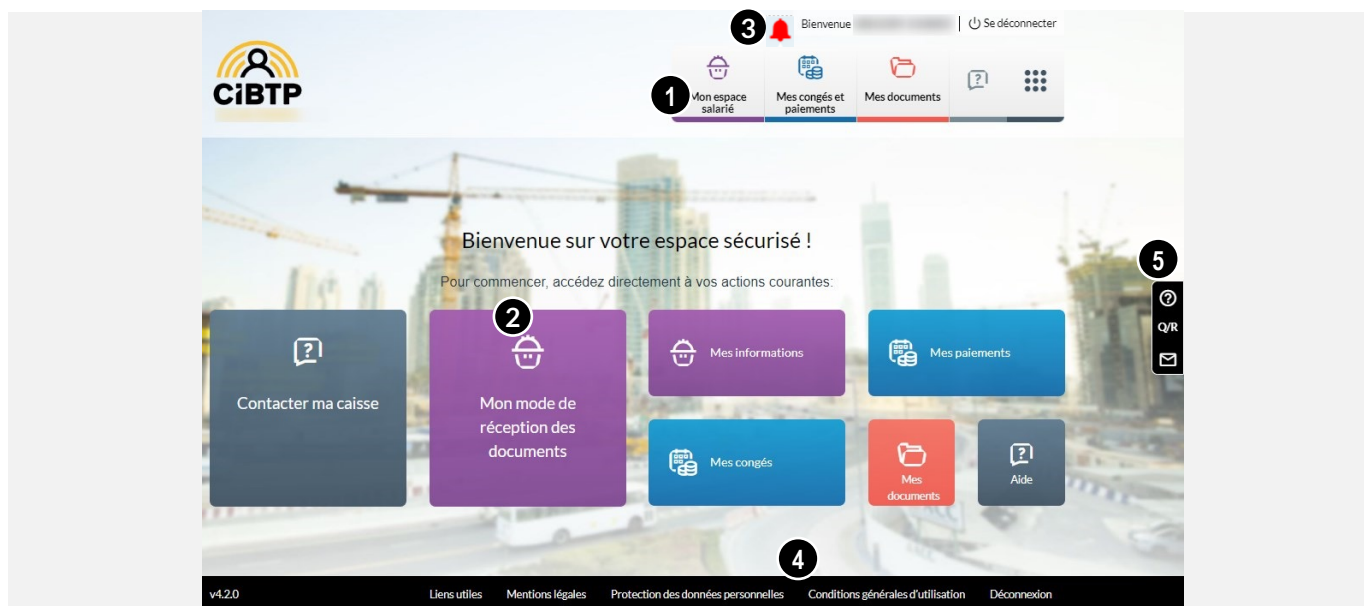 3
Bienvenue
Se déconnecter
CiBTP
1
Mon espace
salarié
Mes congés et
paiements
Mes documents
?
Bienvenue sur votre espace sécurisé !
Pour commencer, accédez directement à vos actions courantes:
5
?
Q/R
2
?
Contacter ma caisse
Mon mode de
réception des
documents
Mes informations
Mes paiements
Mes congés
Mes
documents
?
Aide
4
v4.2.0
Liens utiles
Mentions légales
Protection des données personnelles
Conditions générales d'utilisation
Déconnexion